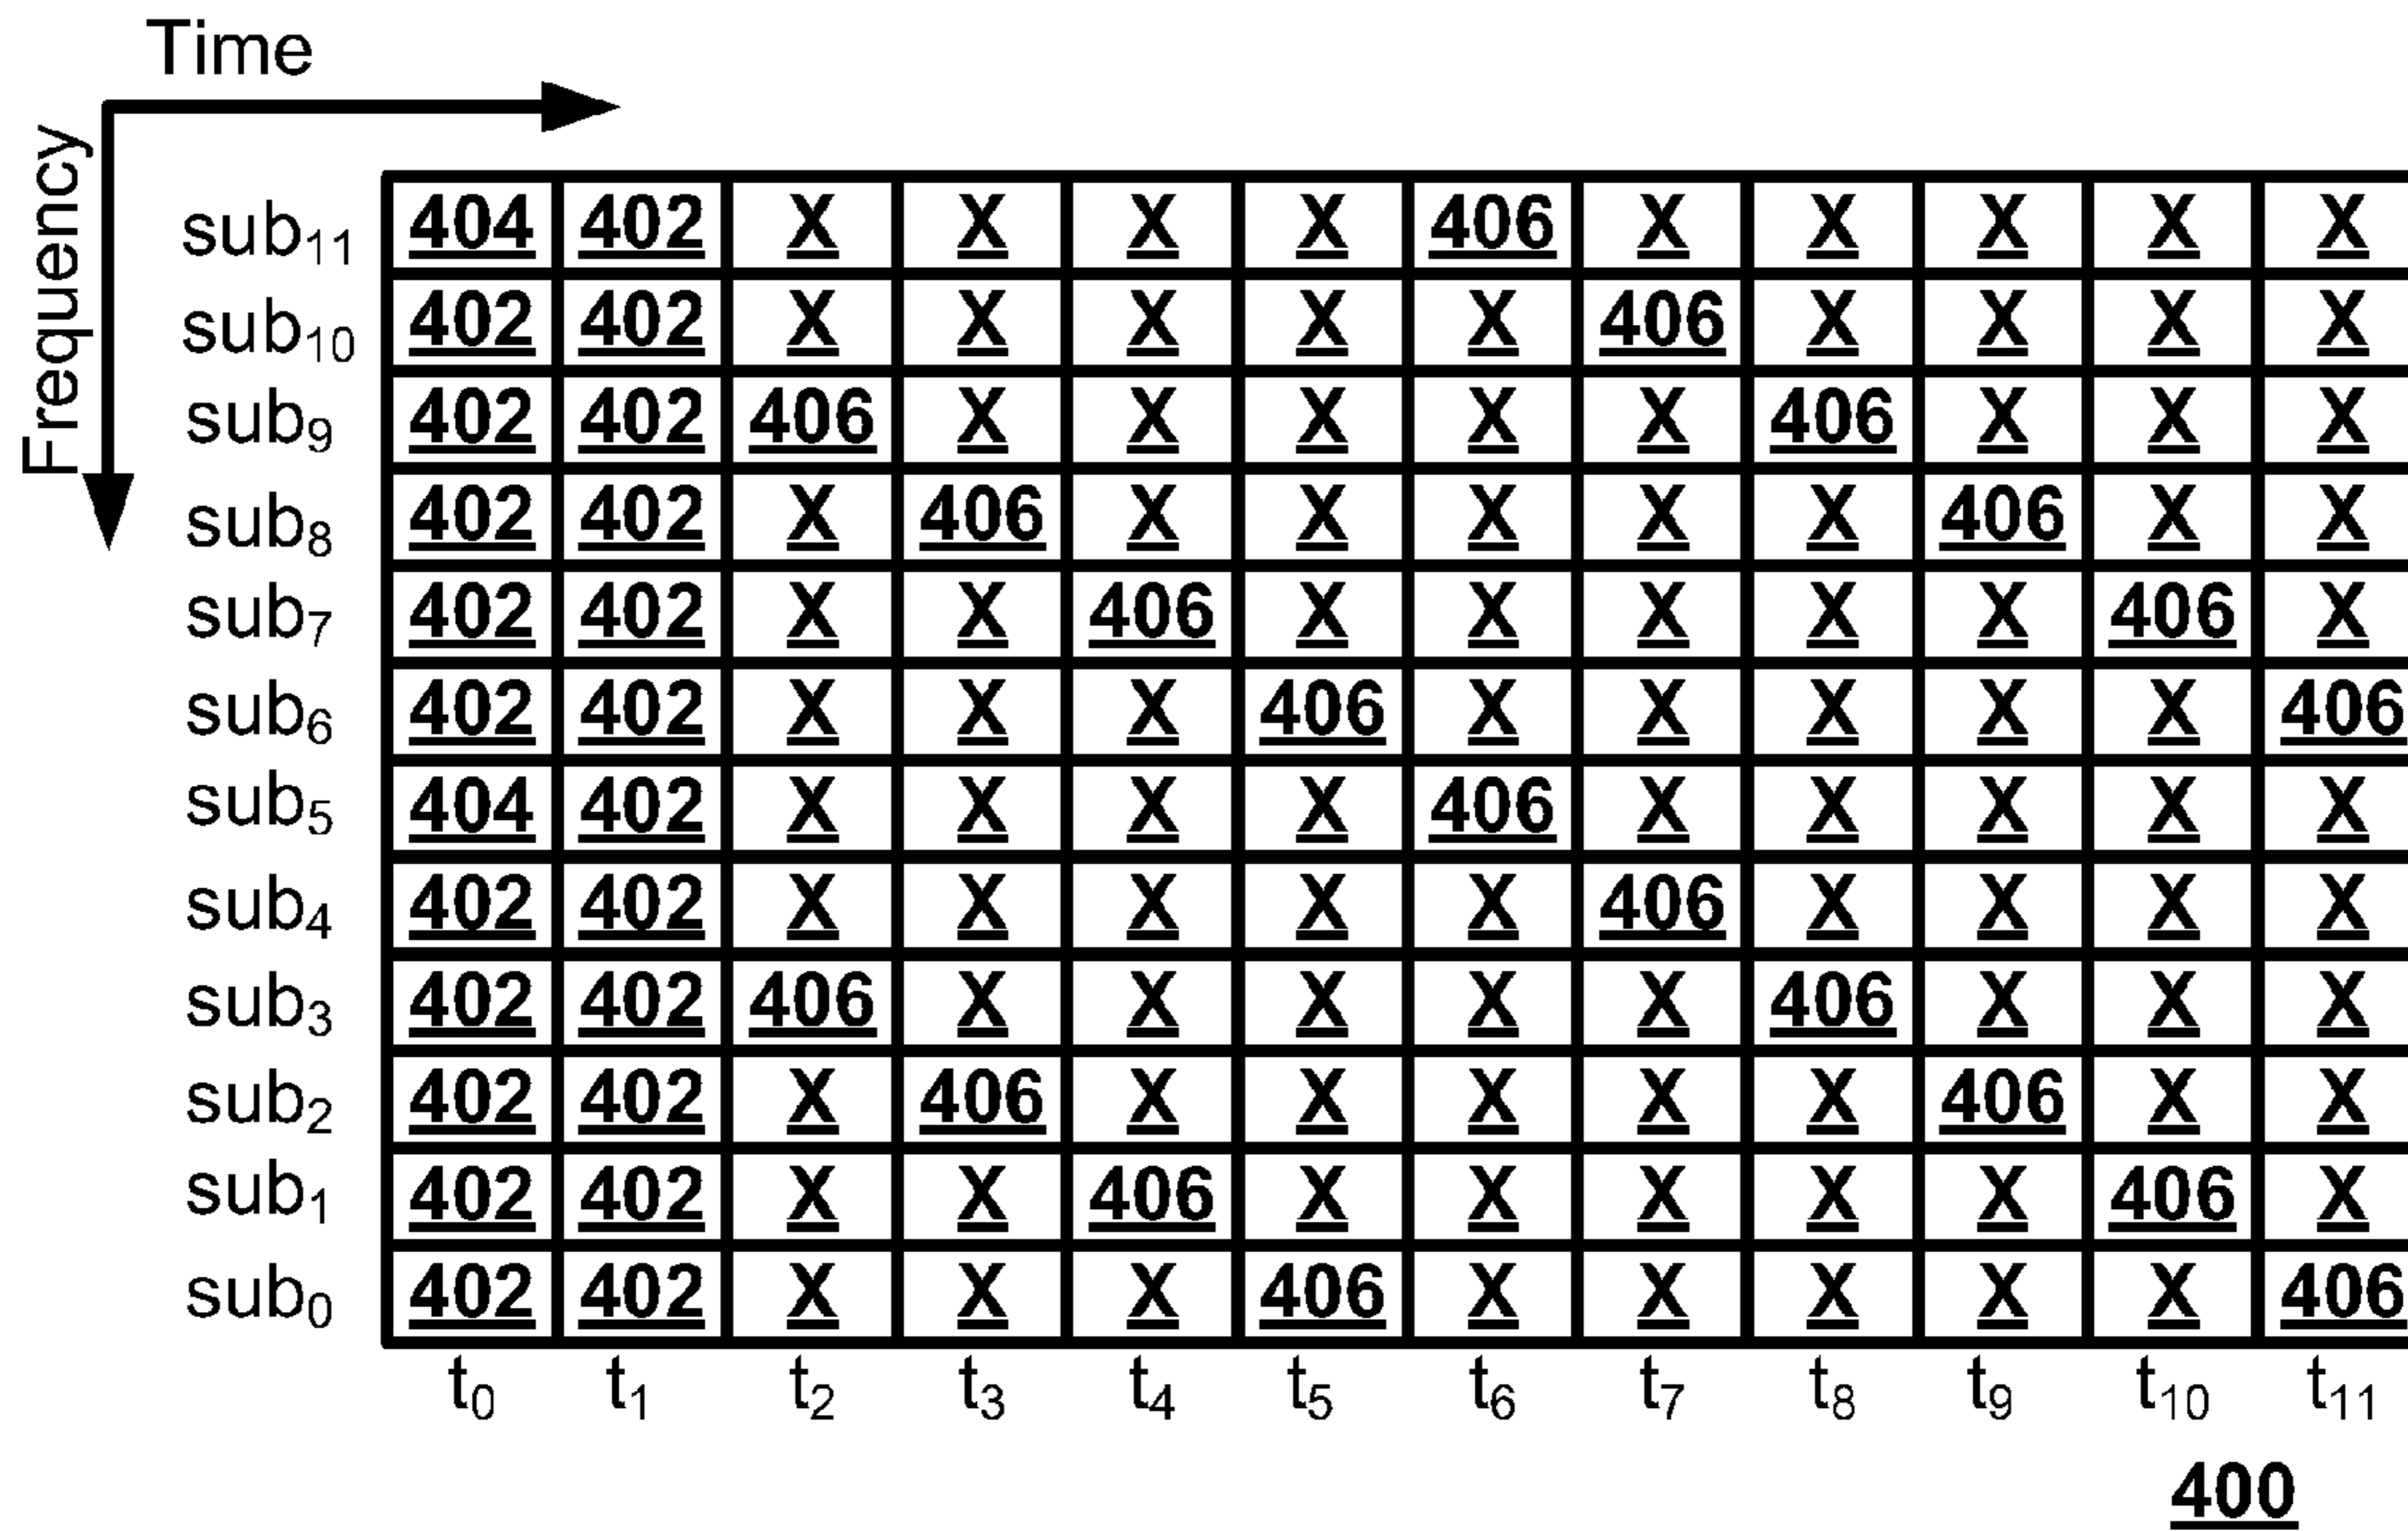 Time
Frequency
sub11 404 402 X X X X 406 X X X X X
sub10 402 402 X X X X X 406 X X X X
sub9 402 402 406 X X X X X 406 X X X
sub8 402 402 X 406 X X X X X 406 X X
sub7 402 402 X X 406 X X X X X 406 X
sub6 402 402 X X X 406 X X X X X 406
sub5 404 402 X X X X 406 X X X X X
sub4 402 402 X X X X X 406 X X X X
sub3 402 402 406 X X X X X 406 X X X
sub2 402 402 X 406 X X X X X 406 X X
sub1 402 402 X X 406 X X X X X 406 X
sub0 402 402 X X X 406 X X X X X 406
t0 t1 t2 t3 t4 t5 t6 t7 t8 t9 t10 t11
400